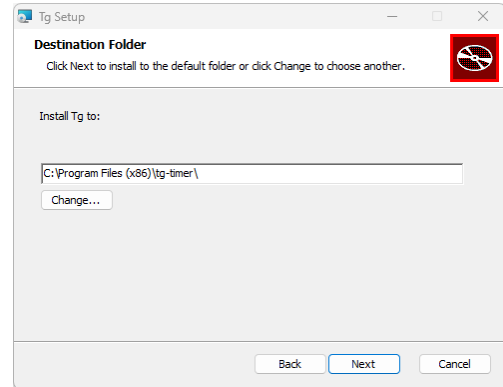 Tg Setup
Destination Folder
Click Next to install to the default folder or click Change to choose another.
Install Tg to:
C:\Program Files (x86)\tg-timer\
Change...
Back Next Cancel